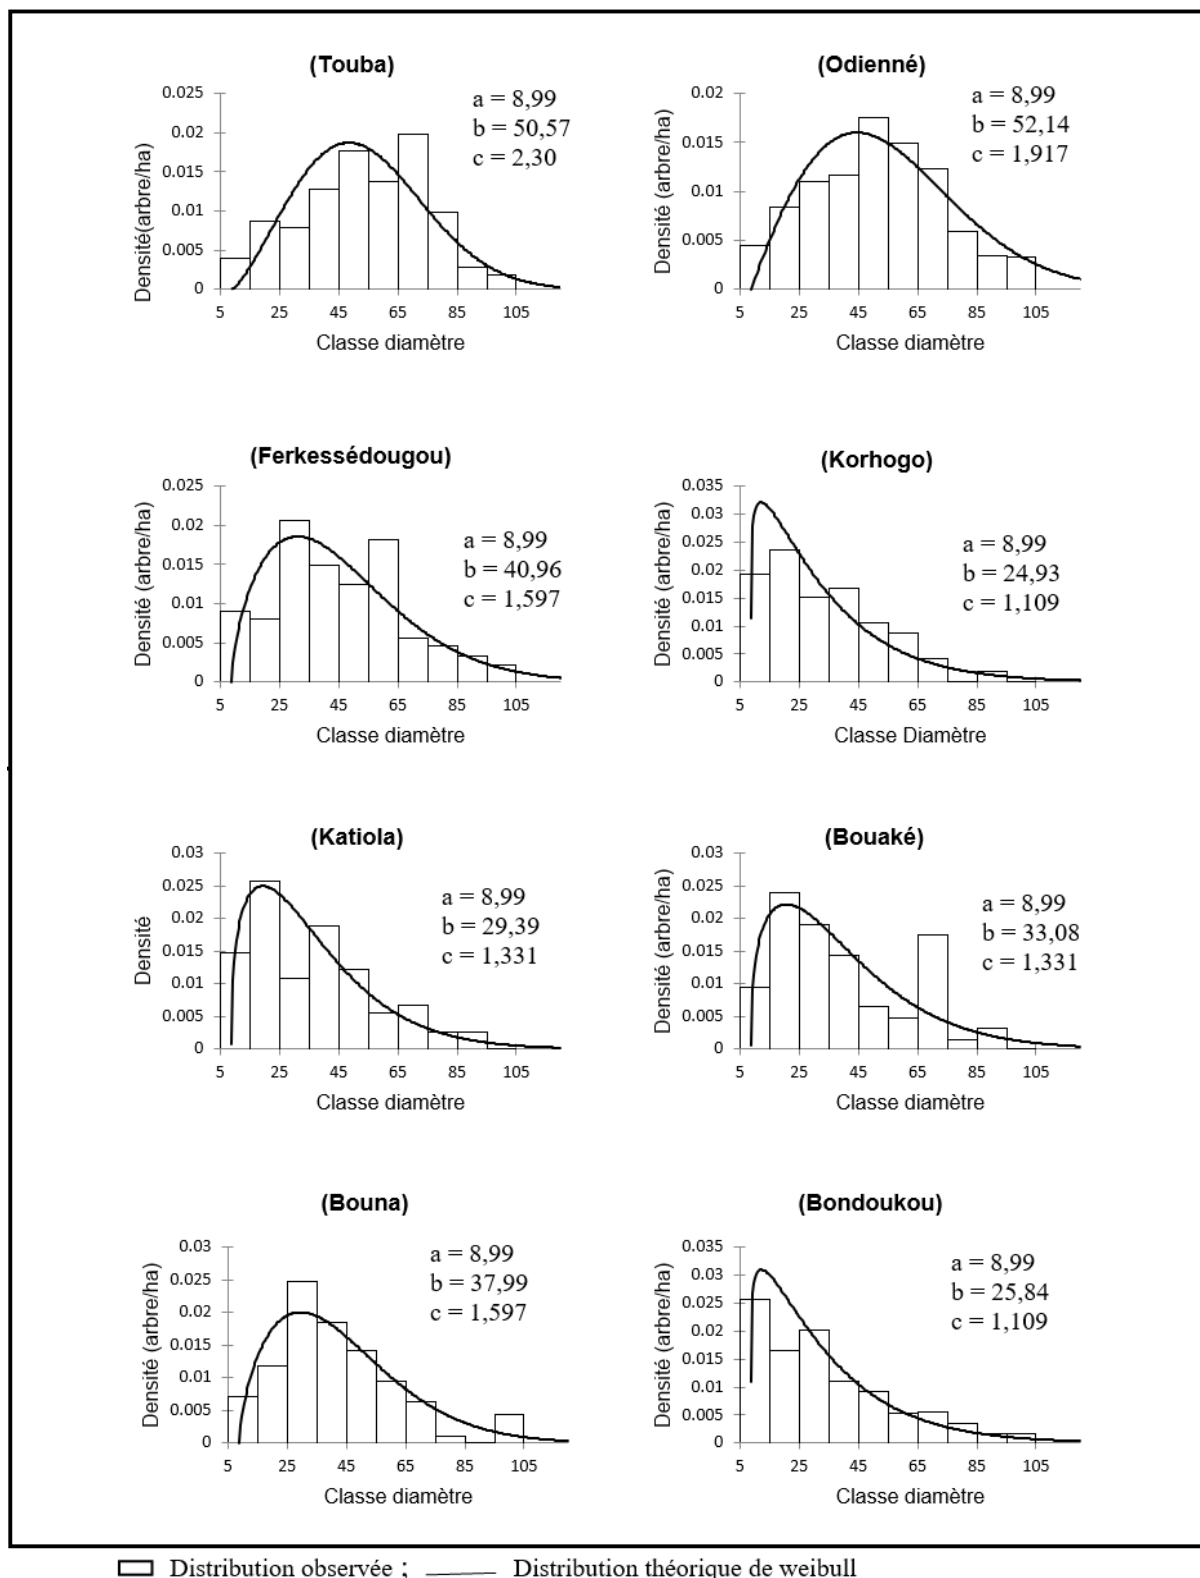 (Touba)
0.025
0.02
0.015
0.01
0.005
0
Densité(arbre/ha)
a = 8,99
b = 50,57
c = 2,30
5 25 45 65 85 105
Classe diamètre
(Odienné)
0.02
0.015
0.01
0.005
0
Densité (arbre/ha)
a = 8,99
b = 52,14
c = 1,917
5 25 45 65 85 105
Classe diamètre
(Ferkessédougou)
0.025
0.02
0.015
0.01
0.005
0
Densité (arbre/ha)
a = 8,99
b = 40,96
c = 1,597
5 25 45 65 85 105
Classe diamètre
(Korhogo)
0.035
0.03
0.025
0.02
0.015
0.01
0.005
0
Densité (arbre/ha)
a = 8,99
b = 24,93
c = 1,109
5 25 45 65 85 105
Classe Diamètre
(Katiola)
0.03
0.025
0.02
0.015
0.01
0.005
0
Densité
a = 8,99
b = 29,39
c = 1,331
5 25 45 65 85 105
Classe diamètre
(Bouaké)
0.03
0.025
0.02
0.015
0.01
0.005
0
Densité (arbre/ha)
a = 8,99
b = 33,08
c = 1,331
5 25 45 65 85 105
Classe diamètre
(Bouna)
0.03
0.025
0.02
0.015
0.01
0.005
0
Densité (arbre/ha)
a = 8,99
b = 37,99
c = 1,597
5 25 45 65 85 105
Classe diamètre
(Bondoukou)
0.035
0.03
0.025
0.02
0.015
0.01
0.005
0
Densité (arbre/ha)
a = 8,99
b = 25,84
c = 1,109
5 25 45 65 85 105
Classe diamètre
Distribution observée ; Distribution théorique de weibull